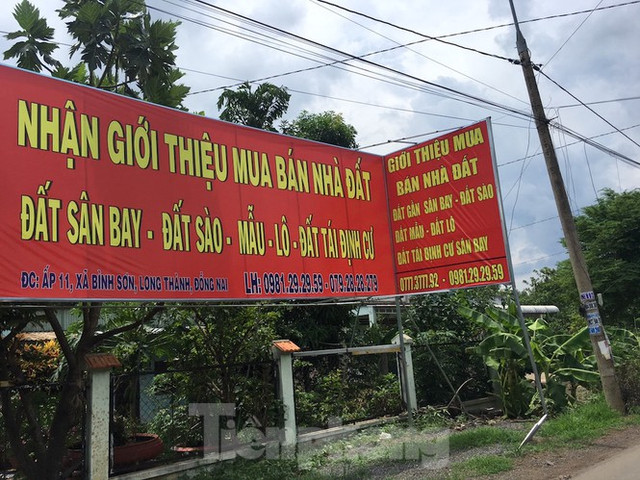 NHẬN GIỚI THIỆU MUA BÁN NHÀ ĐẤT
ĐẤT SÂN BAY - ĐẤT SÀO - MẪU - LÔ - ĐẤT TÁI ĐỊNH CƯ
ĐC: ẤP 11, XÃ BÌNH SƠN, LONG THÀNH, ĐỒNG NAI
LH: 0981.29.29.59 - 079.28.28.279
GIỚI THIỆU MUA
BÁN NHÀ ĐẤT
ĐẤT GẦN SÂN BAY - ĐẤT SÀO
ĐẤT MẪU - ĐẤT LÔ
ĐẤT TÁI ĐỊNH CƯ SÂN BAY
0777.3777.92 - 0981.29.29.59
Tiền phong